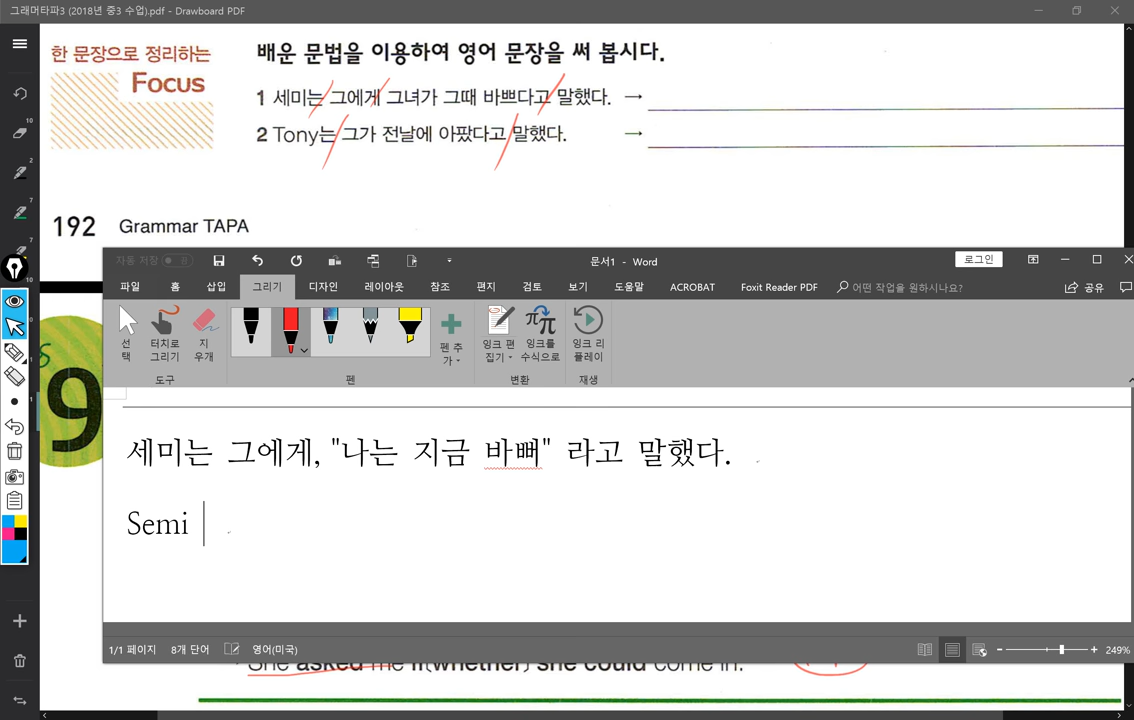 그래머타파3 (2018년 중3 수업).pdf - Drawboard PDF
한 문장으로 정리하는
Focus
배운 문법을 이용하여 영어 문장을 써 봅시다.
1 세미는 그에게 그녀가 그때 바쁘다고 말했다. →
2 Tony는 그가 전날에 아팠다고 말했다. →
192 Grammar TAPA
자동 저장
문서1 - Word
로그인
파일 홈 삽입 그리기 디자인 레이아웃 참조 편지 검토 보기 도움말 ACROBAT Foxit Reader PDF 어떤 작업을 원하시나요? 공유
선택
터치로 그리기
지우개
펜 추가
잉크 편집기
잉크를 수식으로
잉크 리플레이
도구 펜 변환 재생
9
세미는 그에게, "나는 지금 바뻐" 라고 말했다.
Semi
1/1 페이지 8개 단어 영어(미국) 249%
She asked me if(whether) she could come in.
10
2
7
7
10
0
1
1